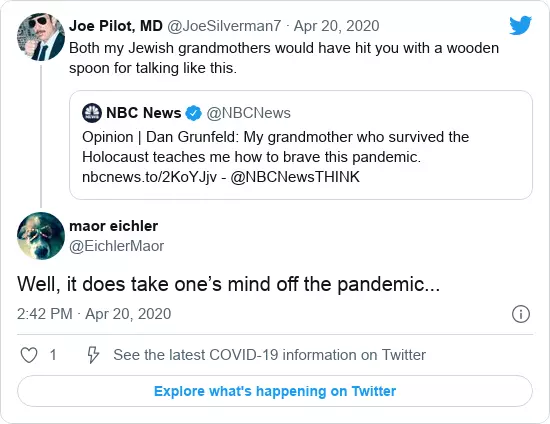 Joe Pilot, MD @JoeSilverman7 · Apr 20, 2020
Both my Jewish grandmothers would have hit you with a wooden
spoon for talking like this.
NBC News @NBCNews
Opinion | Dan Grunfeld: My grandmother who survived the
Holocaust teaches me how to brave this pandemic.
nbcnews.to/2KoYJjv - @NBCNewsTHINK
maor eichler
@EichlerMaor
Well, it does take one’s mind off the pandemic...
2:42 PM · Apr 20, 2020
1 See the latest COVID-19 information on Twitter
Explore what's happening on Twitter